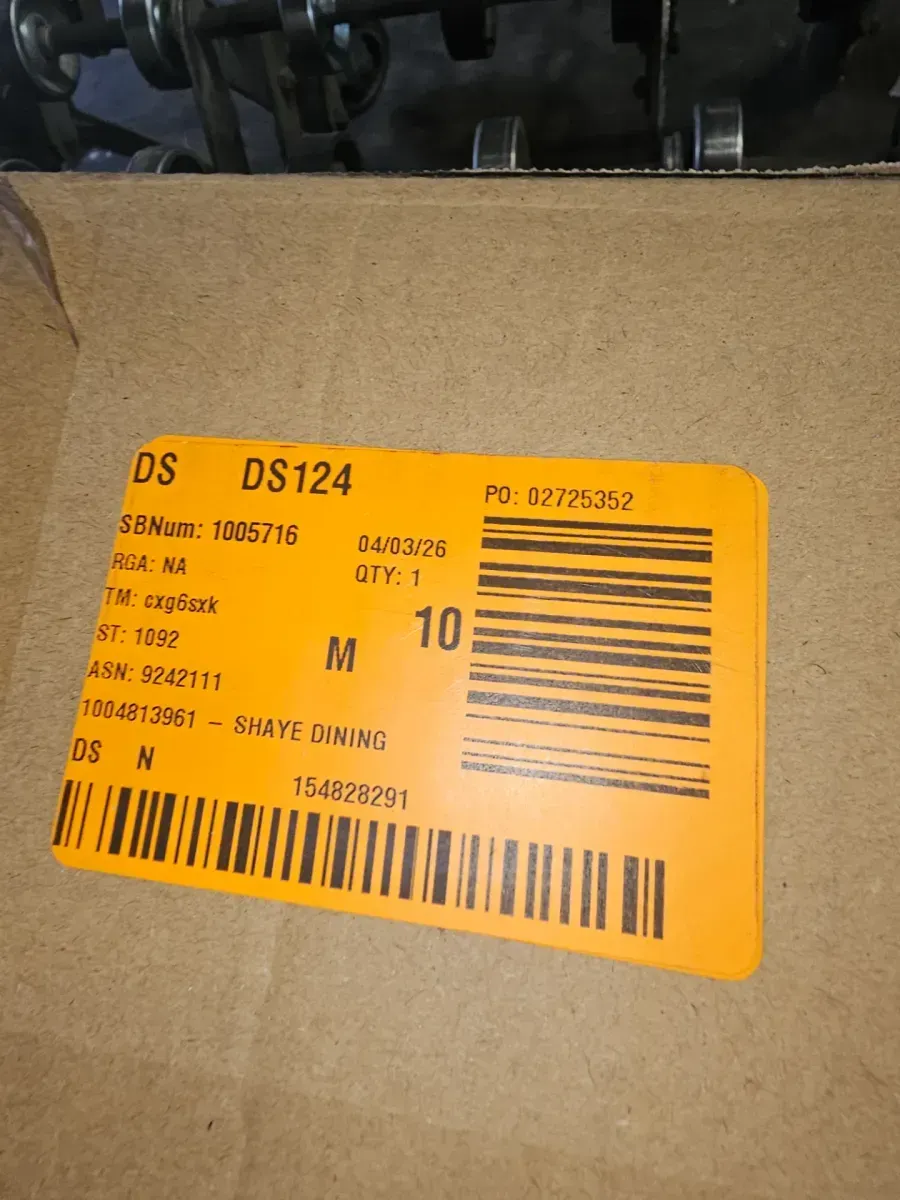 DS DS124
PO: 02725352
SBNum: 1005716
04/03/26
RGA: NA
QTY: 1
TM: cxg6sxk
ST: 1092
M 10
ASN: 9242111
1004813961 – SHAYE DINING
DS N
154828291